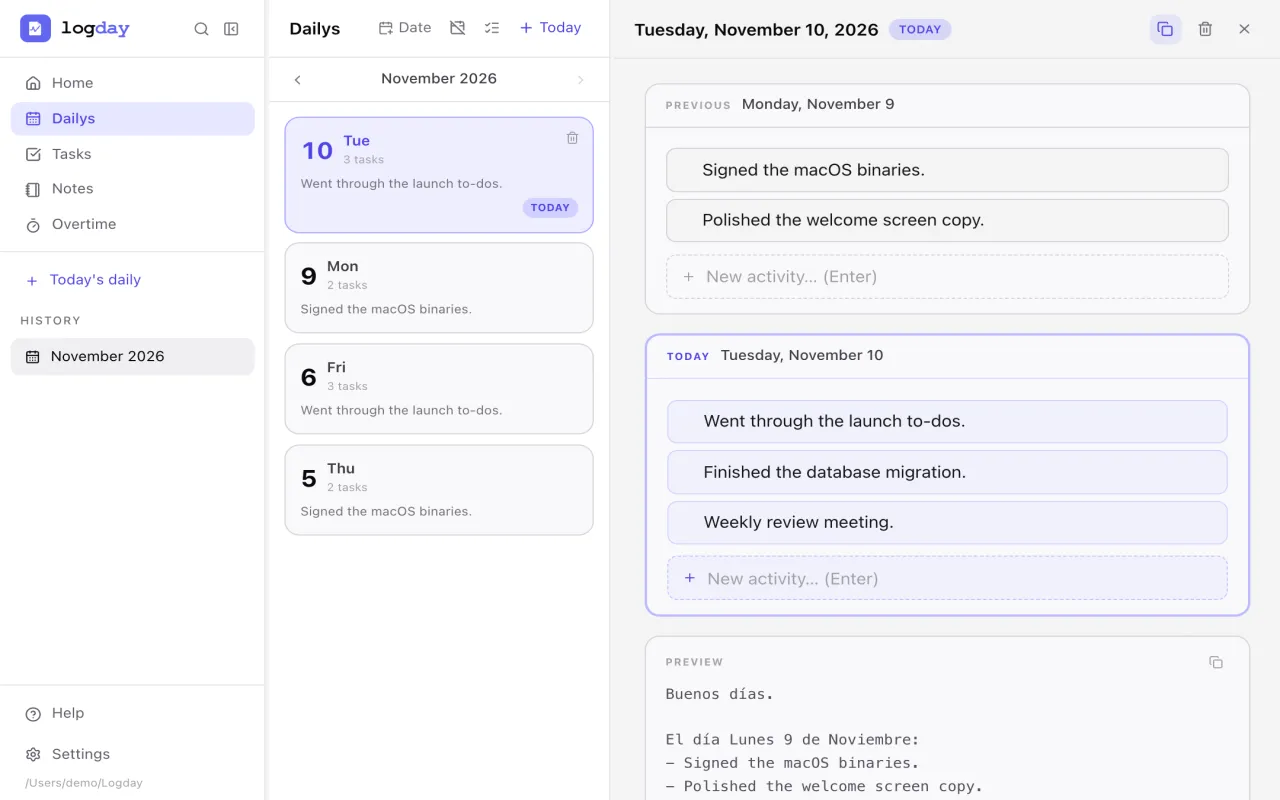 logday
Home
Dailys
Tasks
Notes
Overtime
+ Today's daily
HISTORY
November 2026
Help
Settings
/Users/demo/Logday
Dailys
Date
+ Today
November 2026
10
Tue
3 tasks
Went through the launch to-dos.
TODAY
9
Mon
2 tasks
Signed the macOS binaries.
6
Fri
3 tasks
Went through the launch to-dos.
5
Thu
2 tasks
Signed the macOS binaries.
Tuesday, November 10, 2026 TODAY
PREVIOUS Monday, November 9
Signed the macOS binaries.
Polished the welcome screen copy.
+ New activity... (Enter)
TODAY Tuesday, November 10
Went through the launch to-dos.
Finished the database migration.
Weekly review meeting.
+ New activity... (Enter)
PREVIEW
Buenos días.
El día Lunes 9 de Noviembre:
– Signed the macOS binaries.
– Polished the welcome screen copy.